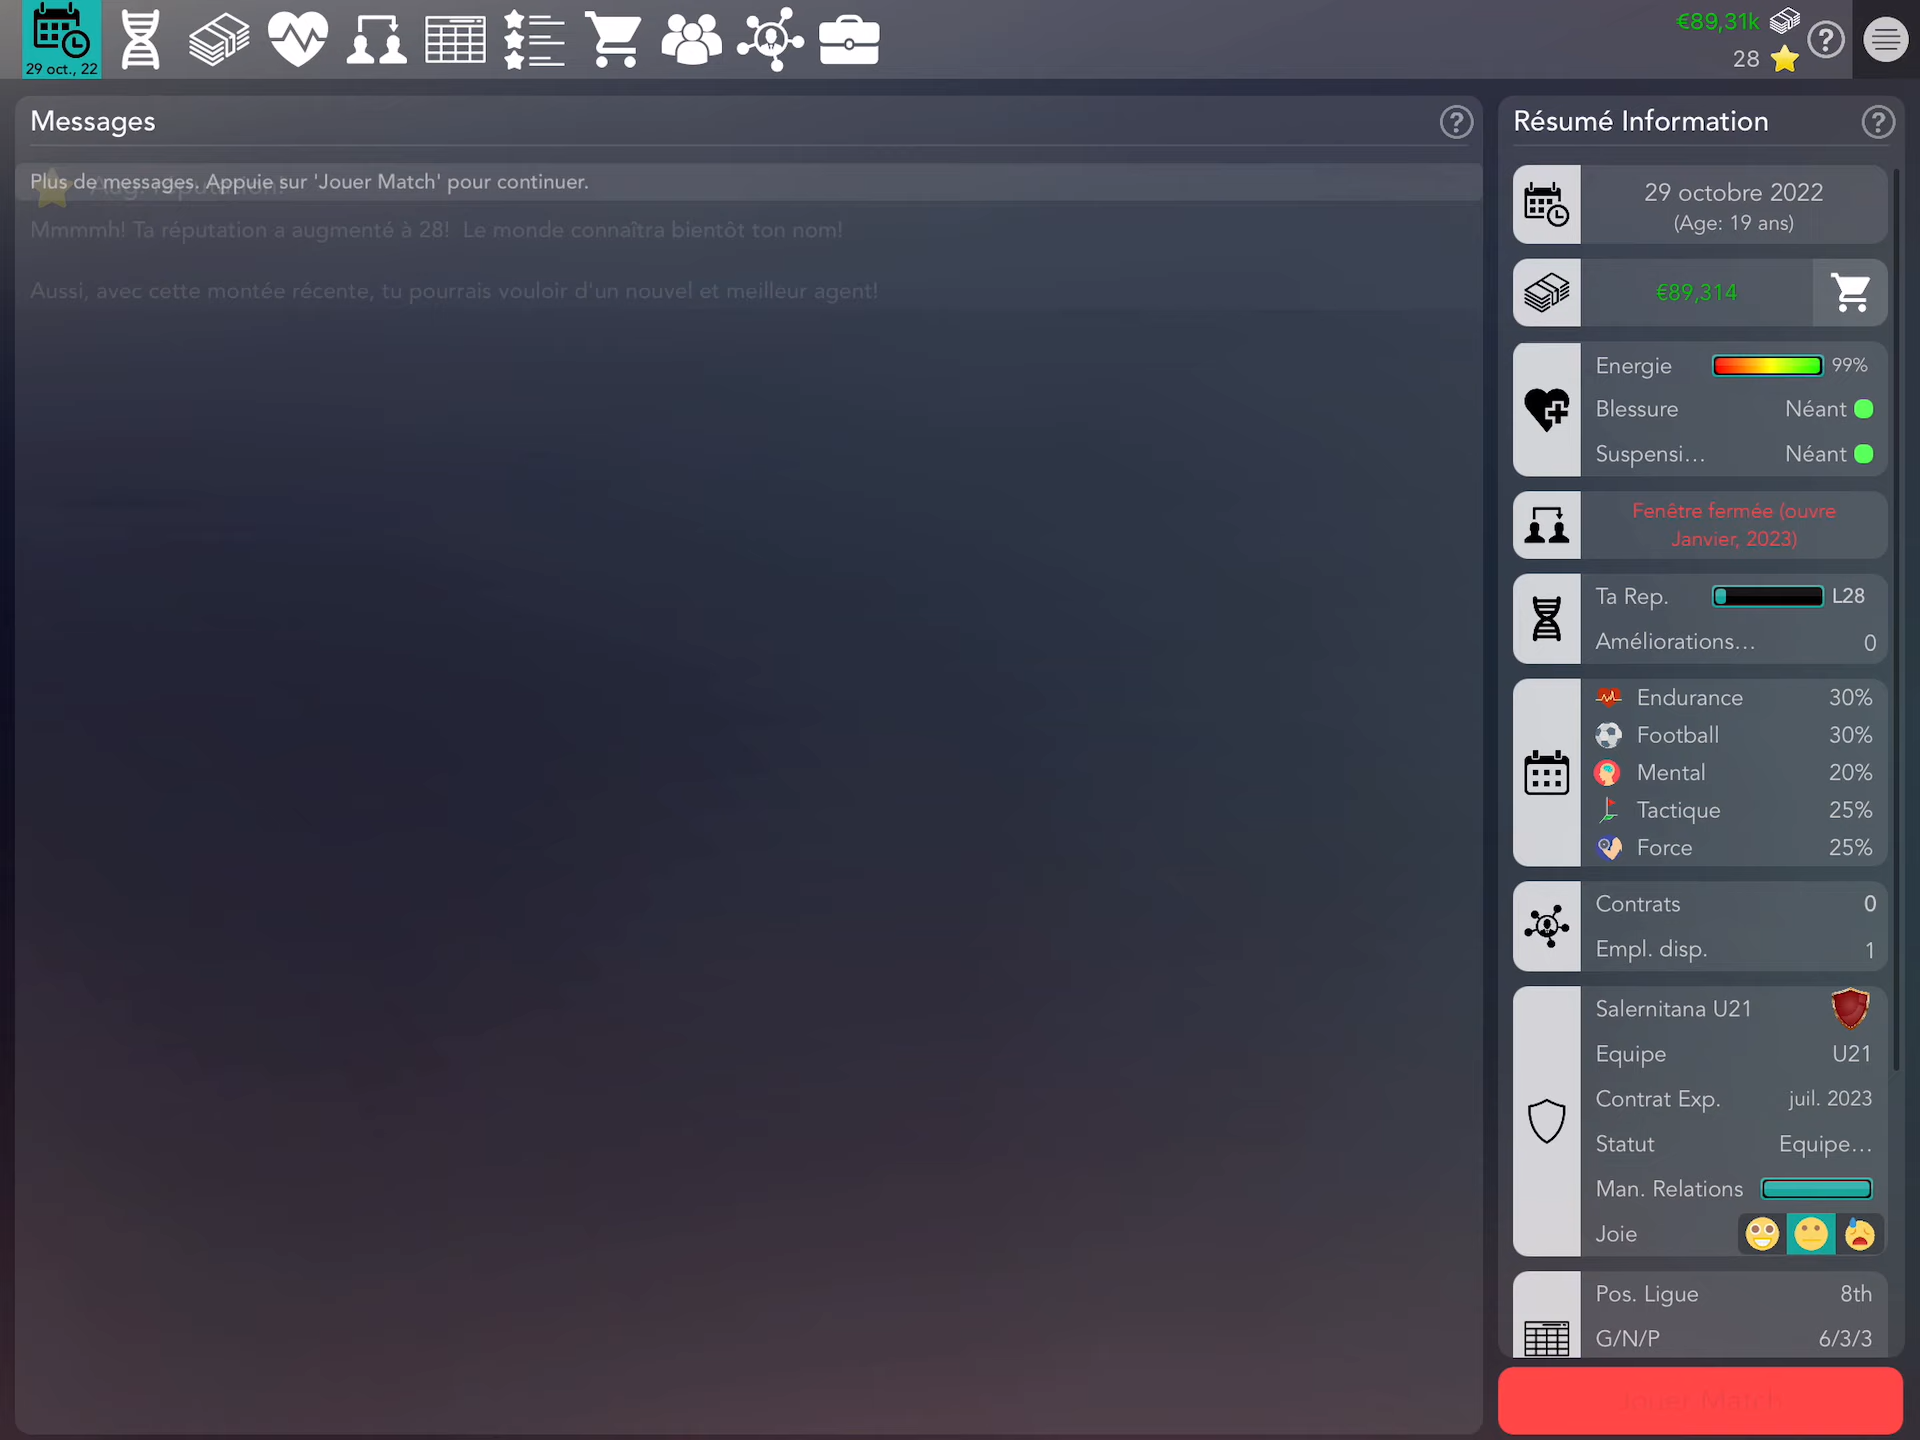 29 oct., 22
€89,31k
28
Messages
Plus de messages. Appuie sur 'Jouer Match' pour continuer.
Mmmmh! Ta réputation a augmenté à 28!  Le monde connaîtra bientôt ton nom!
Aussi, avec cette montée récente, tu pourrais vouloir d'un nouvel et meilleur agent!
Résumé Information
29 octobre 2022
(Age: 19 ans)
€89,314
Energie 99%
Blessure Néant
Suspensi... Néant
Fenêtre fermée (ouvre
Janvier, 2023)
Ta Rep. L28
Améliorations... 0
Endurance 30%
Football 30%
Mental 20%
Tactique 25%
Force 25%
Contrats 0
Empl. disp. 1
Salernitana U21
Equipe U21
Contrat Exp. juil. 2023
Statut Equipe...
Man. Relations
Joie
Pos. Ligue 8th
G/N/P 6/3/3
Jouer Match